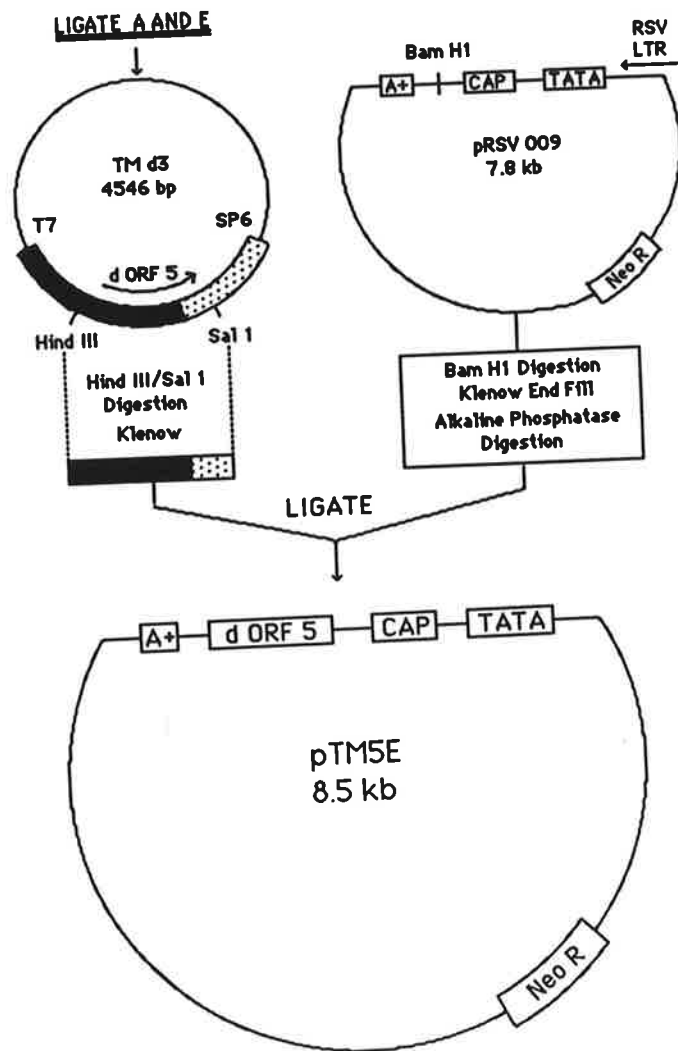 LIGATE A AND E
TM d3
4546 bp
T7
SP6
d ORF 5
Hind III
Sal 1
Hind III/Sal 1
Digestion
Klenow
Bam H1
RSV
LTR
A+
CAP
TATA
pRSV 009
7.8 kb
Neo R
Bam H1 Digestion
Klenow End Fill
Alkaline Phosphatase
Digestion
LIGATE
A+
d ORF 5
CAP
TATA
pTM5E
8.5 kb
Neo R